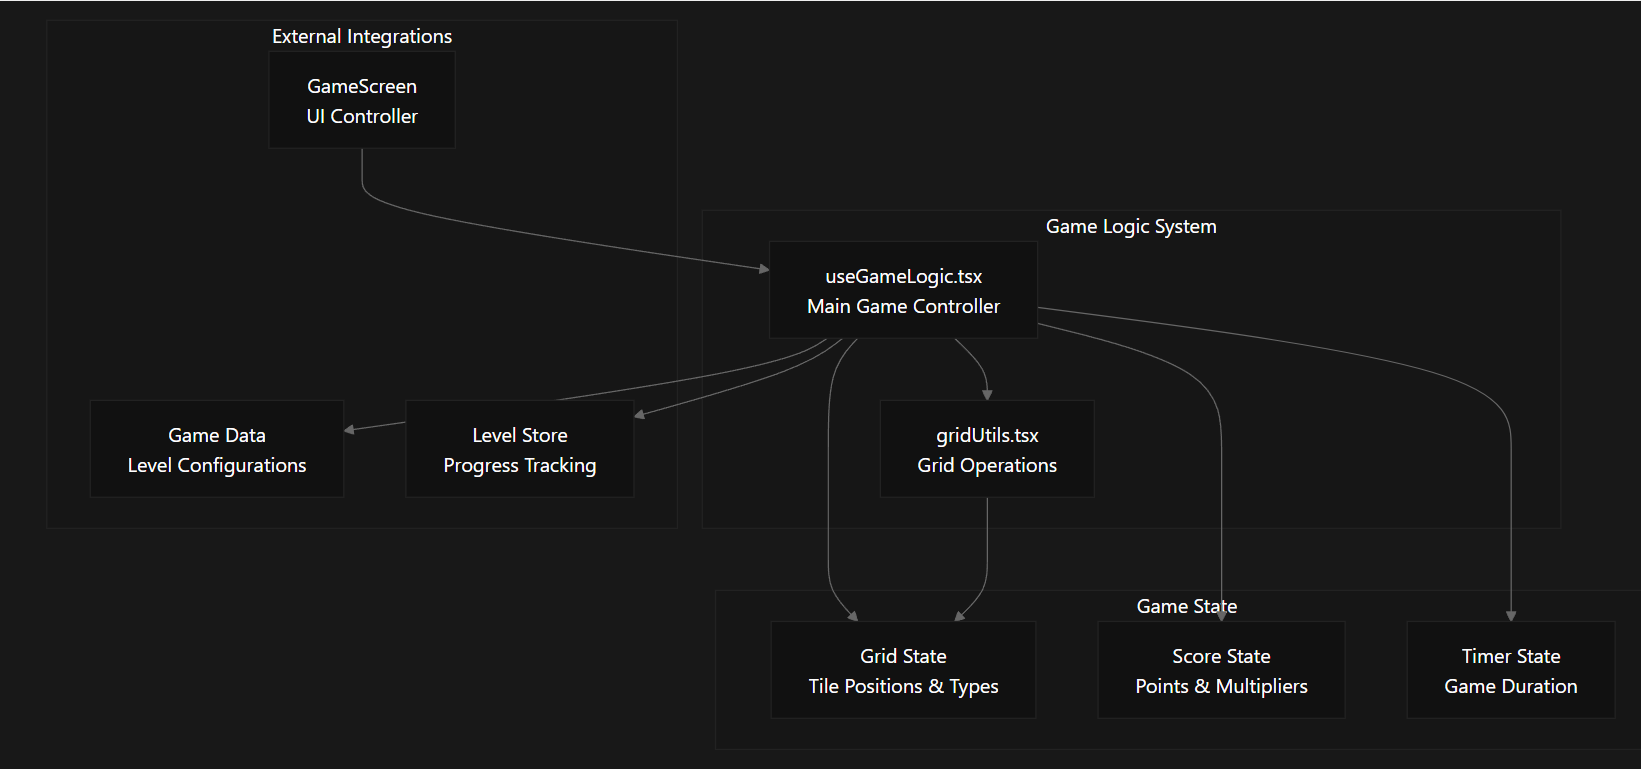 External Integrations
GameScreen
UI Controller
Game Logic System
useGameLogic.tsx
Main Game Controller
Game Data
Level Configurations
Level Store
Progress Tracking
gridUtils.tsx
Grid Operations
Game State
Grid State
Tile Positions & Types
Score State
Points & Multipliers
Timer State
Game Duration